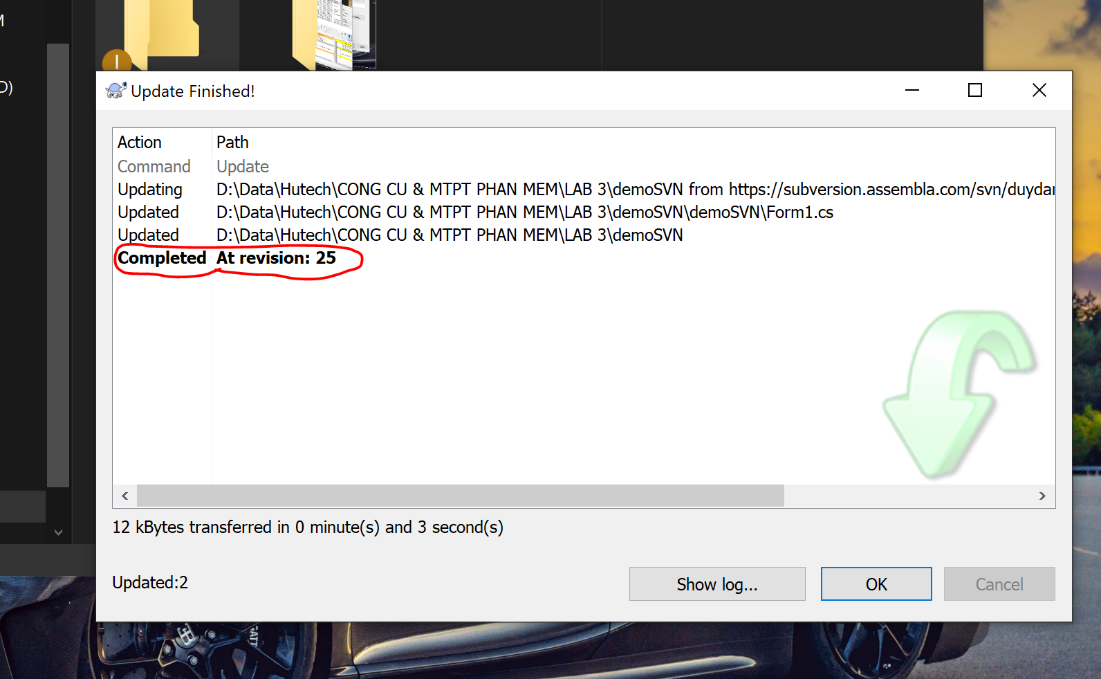 M
D)
Update Finished!
Action Path
Command Update
Updating D:\Data\Hutech\CONG CU & MTPT PHAN MEM\LAB 3\demoSVN from https://subversion.assembla.com/svn/duydan
Updated D:\Data\Hutech\CONG CU & MTPT PHAN MEM\LAB 3\demoSVN\demoSVN\Form1.cs
Updated D:\Data\Hutech\CONG CU & MTPT PHAN MEM\LAB 3\demoSVN
Completed At revision: 25
12 kBytes transferred in 0 minute(s) and 3 second(s)
Updated:2
Show log...
OK
Cancel